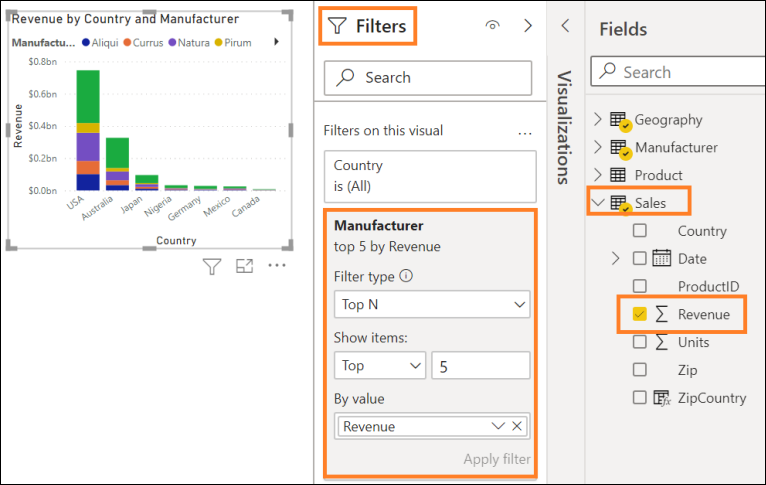 Revenue by Country and Manufacturer
Manufactu... Aliqui Currus Natura Pirum
$0.8bn
$0.6bn
$0.4bn
$0.2bn
$0.0bn
Revenue
USA
Australia
Japan
Nigeria
Germany
Mexico
Canada
Country
Filters
Search
Filters on this visual
...
Country
is (All)
Manufacturer
top 5 by Revenue
Filter type
Top N
Show items:
Top 5
By value
Revenue
Apply filter
Visualizations
Fields
Search
Geography
Manufacturer
Product
Sales
Country
Date
ProductID
Revenue
Units
Zip
ZipCountry